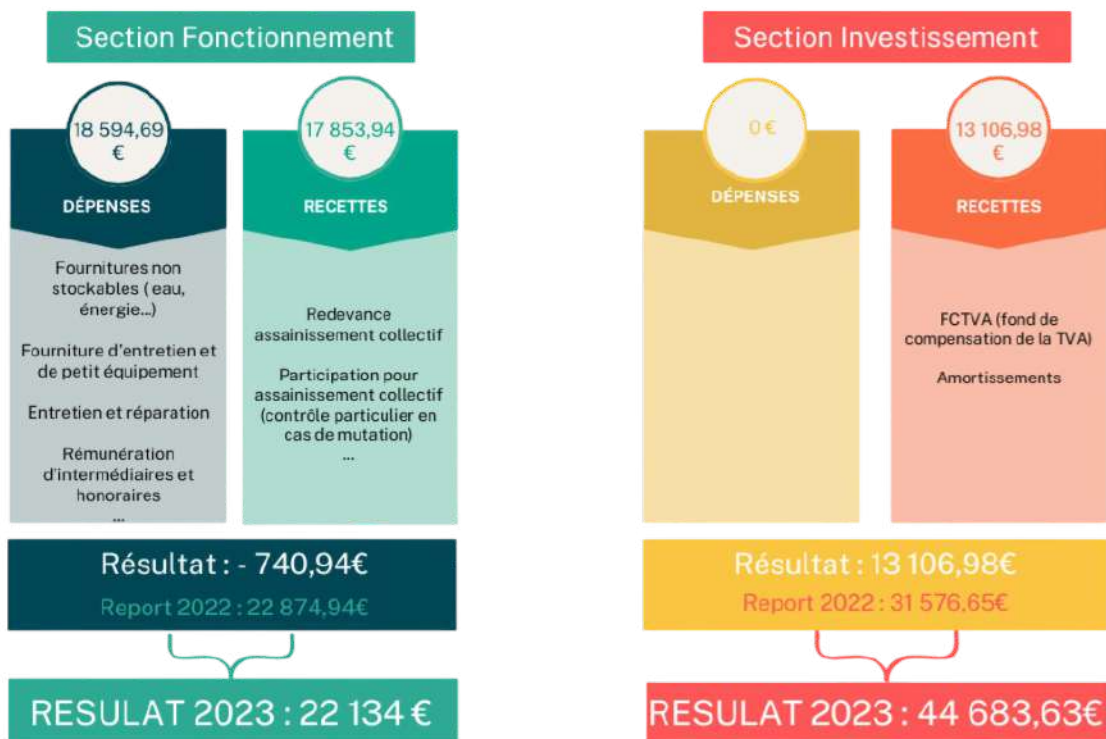 Section Fonctionnement
18 594,69
€
DÉPENSES
Fournitures non
stockables ( eau,
énergie...)
Fourniture d'entretien et
de petit équipement
Entretien et réparation
Rémunération
d'intermédiaires et
honoraires
...
17 853,94
€
RECETTES
Redevance
assainissement collectif
Participation pour
assainissement collectif
(contrôle particulier en
cas de mutation)
...
Résultat : - 740,94€
Report 2022 : 22 874,94€
RESULAT 2023 : 22 134 €
Section Investissement
0 €
DÉPENSES
13 106,98
€
RECETTES
FCTVA (fond de
compensation de la TVA)
Amortissements
Résultat : 13 106,98€
Report 2022 : 31 576,65€
RESULAT 2023 : 44 683,63€